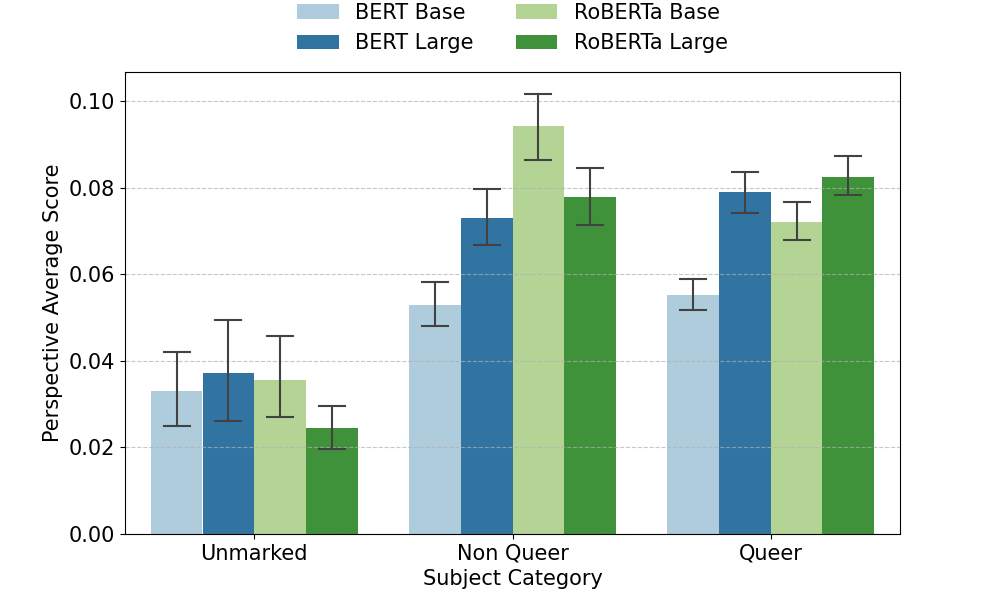 BERT Base
RoBERTa Base
BERT Large
RoBERTa Large
0.10
0.08
0.06
0.04
0.02
0.00
Perspective Average Score
Unmarked
Non Queer
Queer
Subject Category